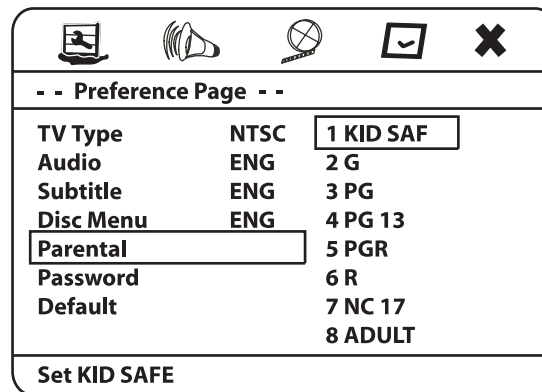 - - Preference Page - -
TV Type NTSC 1 KID SAF
Audio ENG 2 G
Subtitle ENG 3 PG
Disc Menu ENG 4 PG 13
Parental 5 PGR
Password 6 R
Default 7 NC 17
8 ADULT
Set KID SAFE